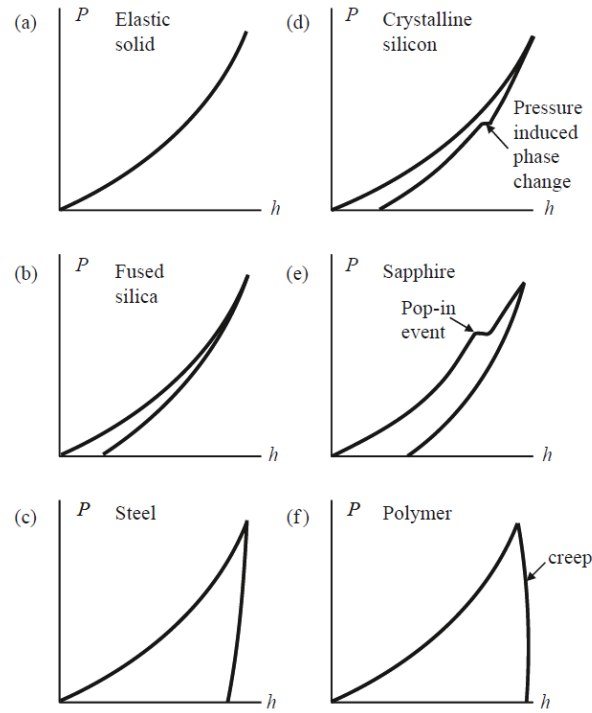 (a)
P
Elastic
solid
h
(b)
P
Fused
silica
h
(c)
P
Steel
h
(d)
P
Crystalline
silicon
Pressure
induced
phase
change
h
(e)
P
Sapphire
Pop-in
event
h
(f)
P
Polymer
creep
h